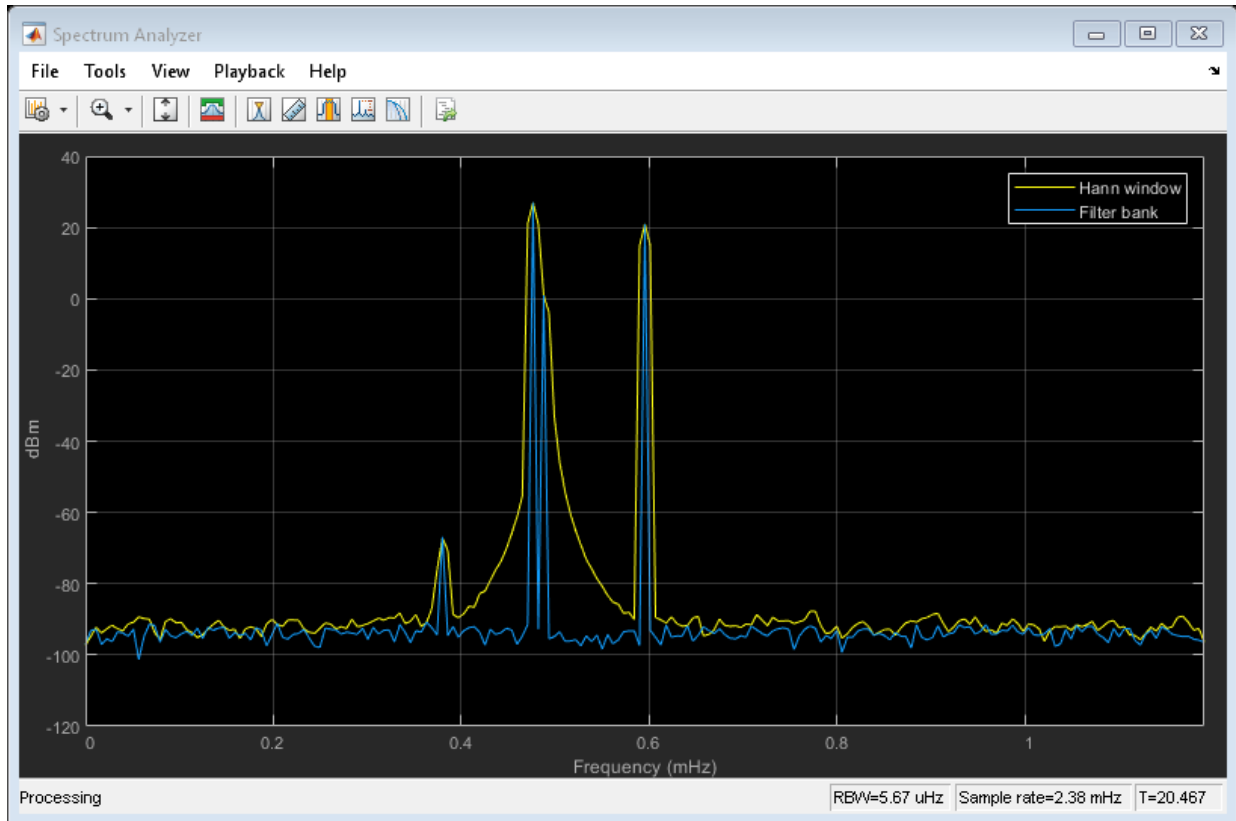 Spectrum Analyzer
File Tools View Playback Help
Hann window
Filter bank
40
20
0
-20
-40
-60
-80
-100
-120
dBm
0 0.2 0.4 0.6 0.8 1
Frequency (mHz)
Processing RBW=5.67 uHz Sample rate=2.38 mHz T=20.467